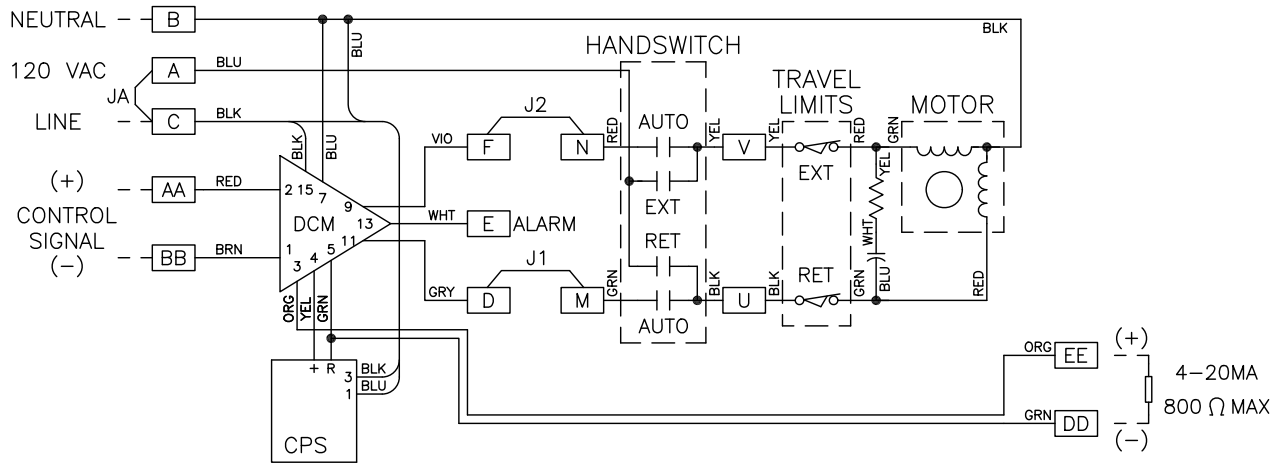 NEUTRAL
B
BLK
BLU
HANDSWITCH
120 VAC
A
BLU
JA
LINE
C
BLK
BLK
BLU
J2
VIO
F
N
RED
AUTO
YEL
V
YEL
TRAVEL
LIMITS
RED
GRN
MOTOR
EXT
EXT
YEL
(+)
AA
RED
CONTROL
SIGNAL
(-)
BB
BRN
2 15
7
9
DCM
13
11
1
3
4
5
WHT
E
ALARM
RET
WHT
J1
GRY
D
M
GRN
AUTO
BLK
U
BLK
RET
GRN
BLU
RED
ORG
YEL
GRN
+ R
3
BLK
1
BLU
CPS
ORG
EE
(+)
4-20MA
800 Ω MAX
GRN
DD
(-)